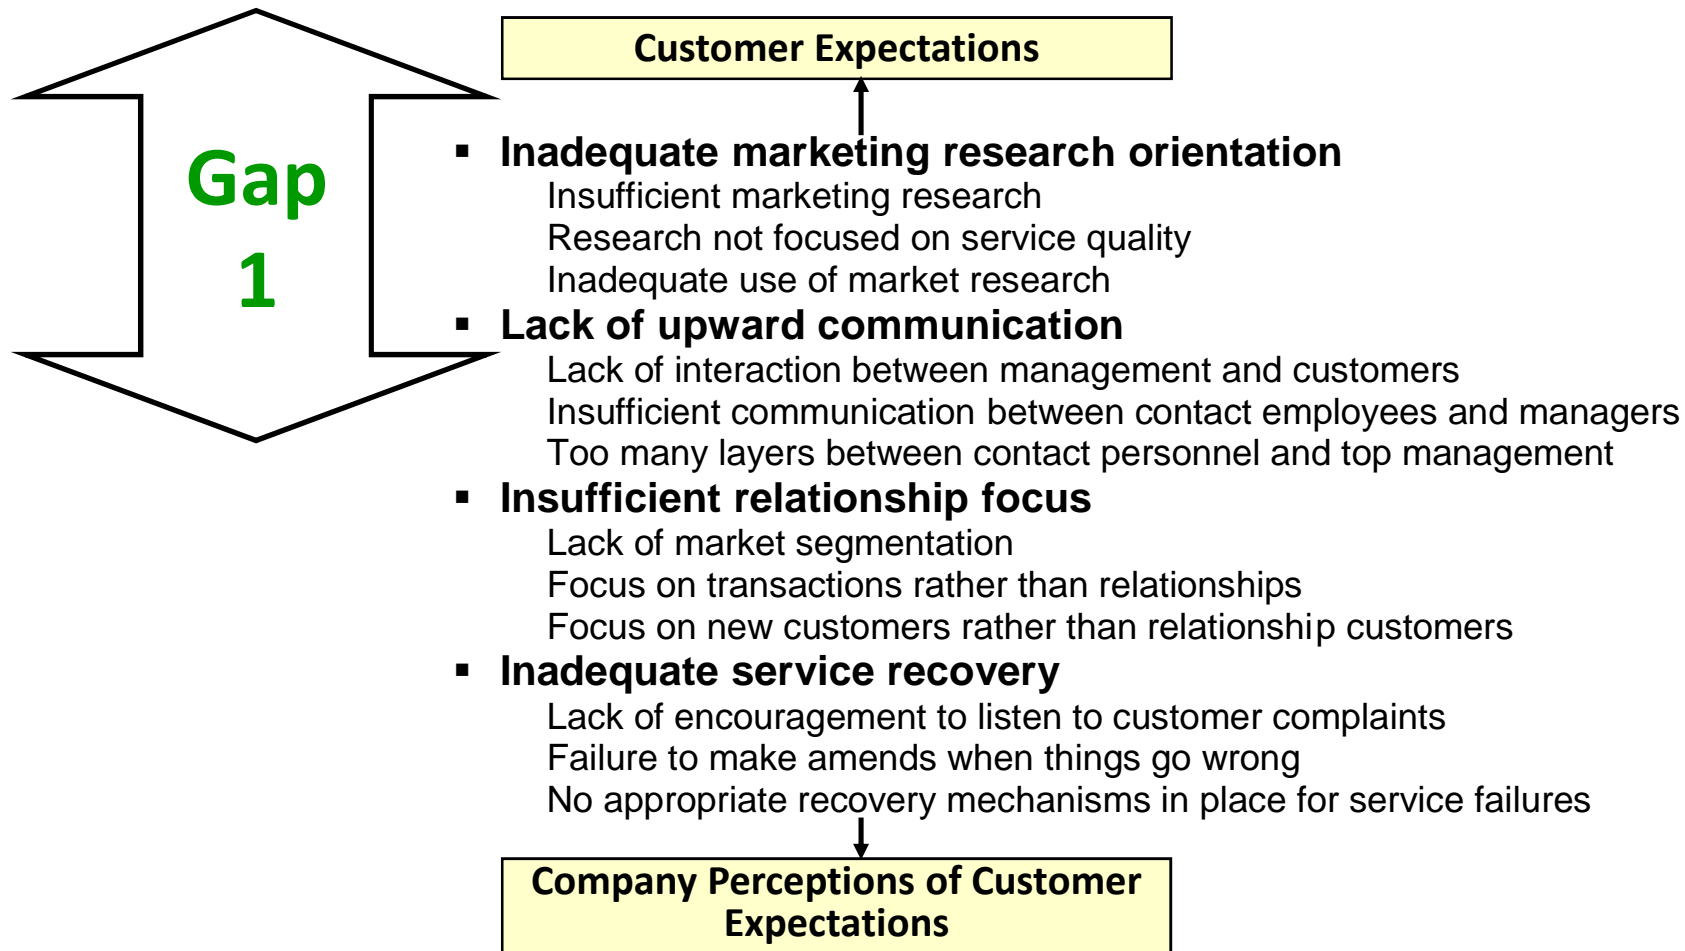 Customer Expectations
Gap
1
▪ Inadequate marketing research orientation
Insufficient marketing research
Research not focused on service quality
Inadequate use of market research
▪ Lack of upward communication
Lack of interaction between management and customers
Insufficient communication between contact employees and managers
Too many layers between contact personnel and top management
▪ Insufficient relationship focus
Lack of market segmentation
Focus on transactions rather than relationships
Focus on new customers rather than relationship customers
▪ Inadequate service recovery
Lack of encouragement to listen to customer complaints
Failure to make amends when things go wrong
No appropriate recovery mechanisms in place for service failures
Company Perceptions of Customer
Expectations